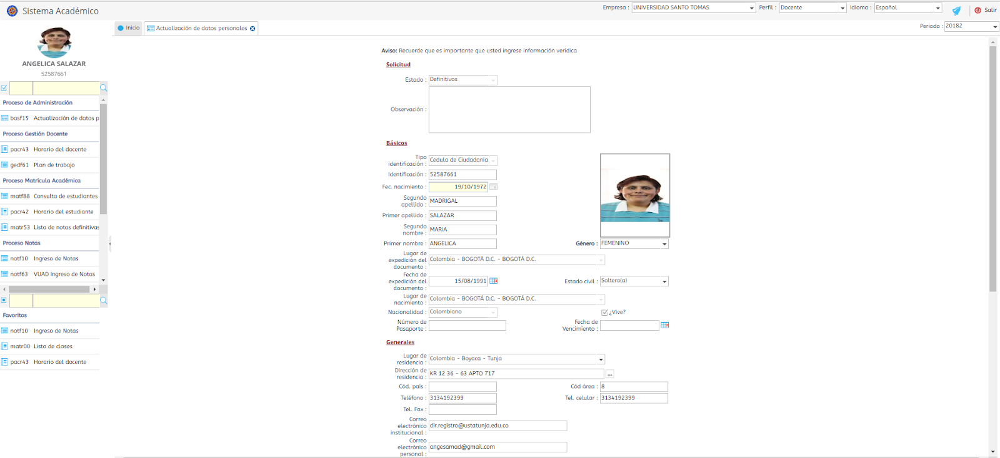 Sistema Académico
Empresa : UNIVERSIDAD SANTO TOMAS Perfil : Docente Idioma : Español Salir
Inicio Actualización de datos personales Periodo : 20182
ANGELICA SALAZAR
52587661
Proceso de Administración
basf15 Actualización de datos p
Proceso Gestión Docente
pacr43 Horario del docente
gedf61 Plan de trabajo
Proceso Matrícula Académica
matf88 Consulta de estudiantes
pacr42 Horario del estudiante
matr53 Lista de notas definitivas
Proceso Notas
notf10 Ingreso de Notas
notf63 VUAD Ingreso de Notas
Favoritos
notf10 Ingreso de Notas
matr00 Lista de clases
pacr43 Horario del docente
Aviso: Recuerde que es importante que usted ingrese información verídica
Solicitud
Estado : Definitivos
Observación :
Básicos
Tipo
identificación : Cedula de Ciudadania
Identificación : 52587661
Fec. nacimiento : 19/10/1972
Segundo
apellido : MADRIGAL
Primer apellido : SALAZAR
Segundo
nombre : MARIA
Primer nombre : ANGELICA Género : FEMENINO
Lugar de
expedición del
documento : Colombia - BOGOTÁ D.C. - BOGOTÁ D.C.
Fecha de
expedición del
documento : 15/08/1991 Estado civil : Soltero(a)
Lugar de
nacimiento : Colombia - BOGOTÁ D.C. - BOGOTÁ D.C.
Nacionalidad : Colombiano ¿Vive?
Número de
Pasaporte :
Fecha de
Vencimiento :
Generales
Lugar de
residencia : Colombia - Boyaca - Tunja
Dirección de
residencia : KR 12 36 - 63 APTO 717 ...
Cód. país : Cód área : 8
Teléfono : 3134192399 Tel. celular : 3134192399
Tel. Fax :
Correo
electrónico
institucional : dir.registro@ustatunja.edu.co
Correo
electrónico
personal : angesamad@gmail.com